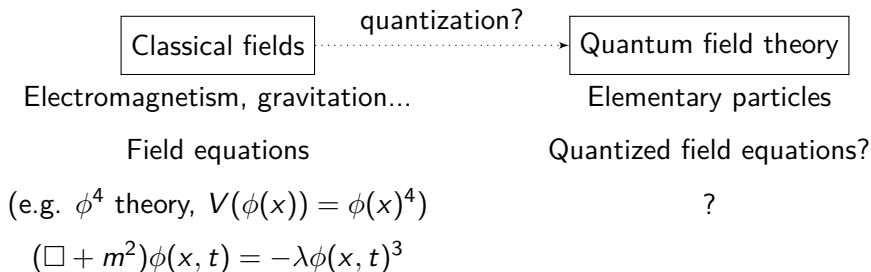 quantization?
Classical fields Quantum field theory
Electromagnetism, gravitation... Elementary particles
Field equations Quantized field equations?
(e.g. ϕ⁴ theory, V(ϕ(x)) = ϕ(x)⁴) ?
(□ + m²)ϕ(x, t) = −λϕ(x, t)³